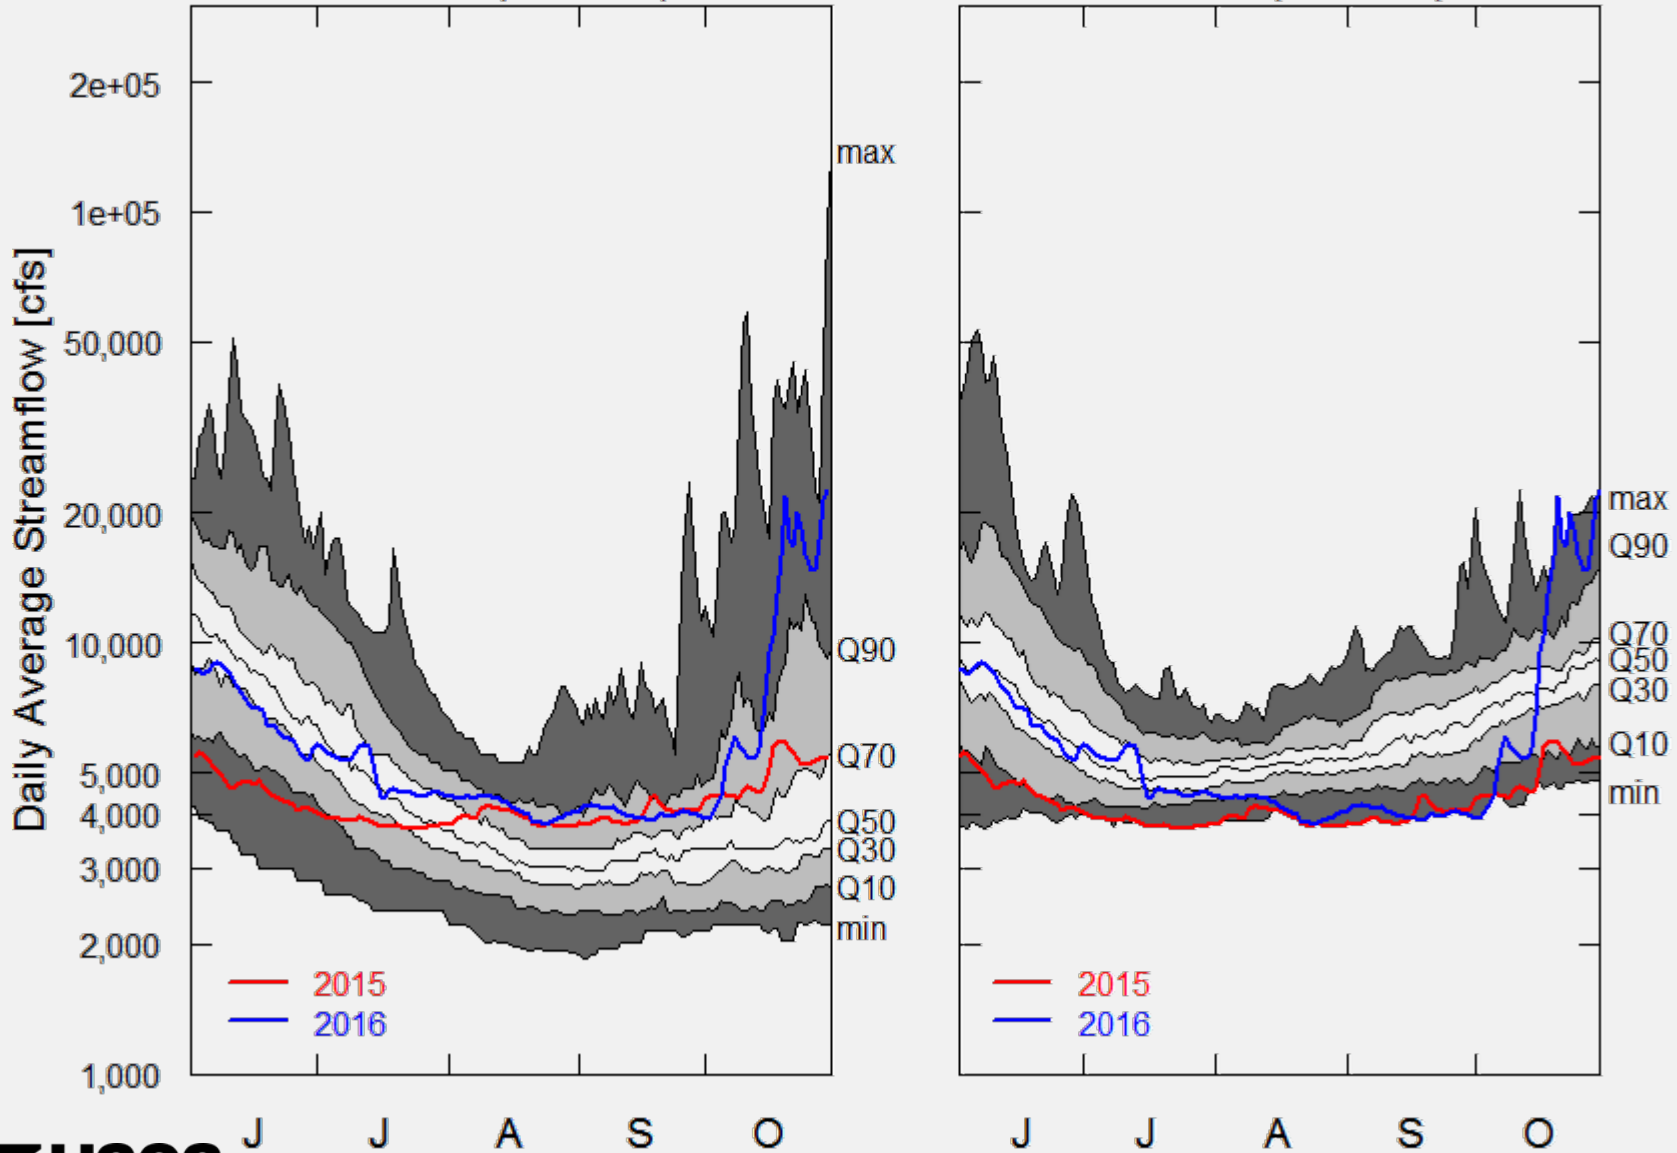 Daily Average Streamflow [cfs]
2e+05
1e+05
50,000
20,000
10,000
5,000
4,000
3,000
2,000
1,000
max
Q90
Q70
Q50
Q30
Q10
min
2015
2016
J J A S O
max
Q90
Q70
Q50
Q30
Q10
min
2015
2016
J J A S O